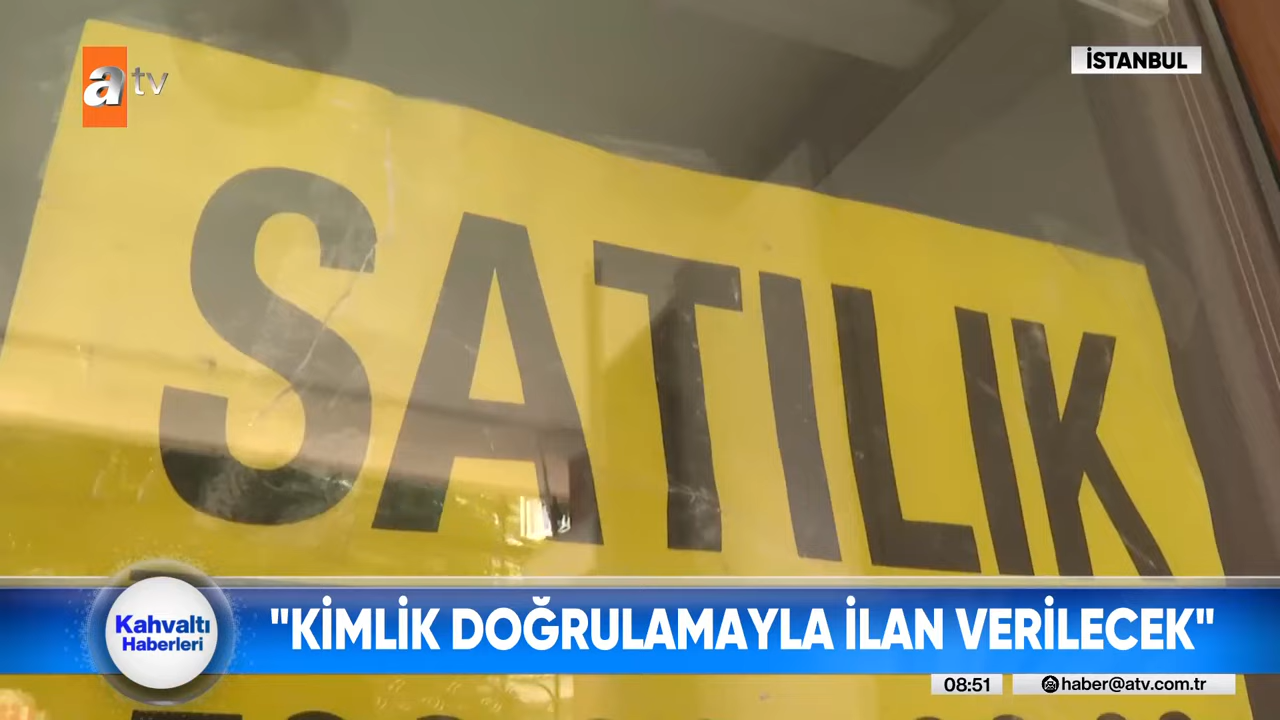 atv
İSTANBUL
SATILIK
Kahvaltı
Haberleri
"KİMLİK DOĞRULAMAYLA İLAN VERİLECEK"
08:51
haber@atv.com.tr